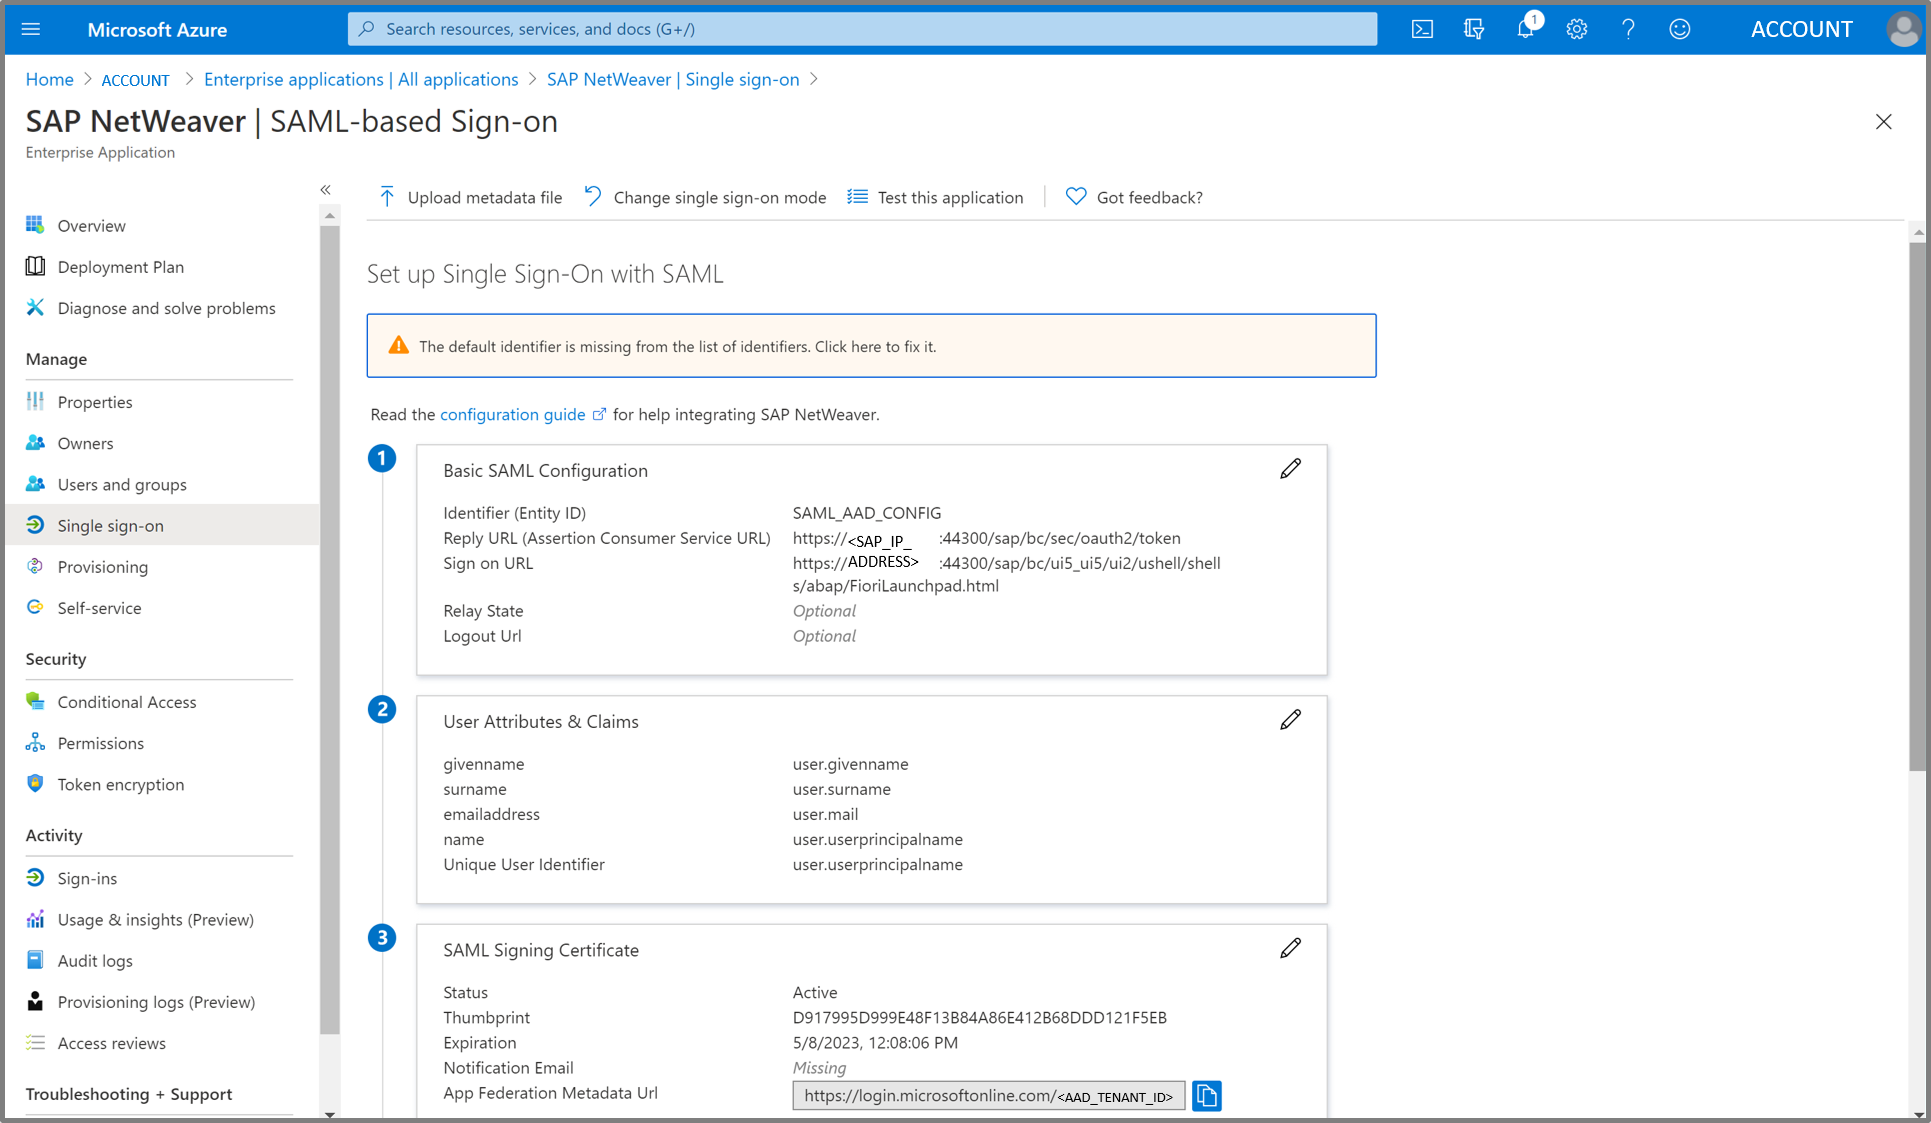 Microsoft Azure
Search resources, services, and docs (G+/)
1
ACCOUNT
Home > ACCOUNT > Enterprise applications | All applications > SAP NetWeaver | Single sign-on >
SAP NetWeaver | SAML-based Sign-on
Enterprise Application
«
Overview
Deployment Plan
Diagnose and solve problems
Manage
Properties
Owners
Users and groups
Single sign-on
Provisioning
Self-service
Security
Conditional Access
Permissions
Token encryption
Activity
Sign-ins
Usage & insights (Preview)
Audit logs
Provisioning logs (Preview)
Access reviews
Troubleshooting + Support
Upload metadata file Change single sign-on mode Test this application | Got feedback?
Set up Single Sign-On with SAML
The default identifier is missing from the list of identifiers. Click here to fix it.
Read the configuration guide for help integrating SAP NetWeaver.
1
Basic SAML Configuration
Identifier (Entity ID) SAML_AAD_CONFIG
Reply URL (Assertion Consumer Service URL) https://<SAP_IP_ :44300/sap/bc/sec/oauth2/token
Sign on URL https://ADDRESS> :44300/sap/bc/ui5_ui5/ui2/ushell/shell
s/abap/FioriLaunchpad.html
Relay State Optional
Logout Url Optional
2
User Attributes & Claims
givenname user.givenname
surname user.surname
emailaddress user.mail
name user.userprincipalname
Unique User Identifier user.userprincipalname
3
SAML Signing Certificate
Status Active
Thumbprint D917995D999E48F13B84A86E412B68DDD121F5EB
Expiration 5/8/2023, 12:08:06 PM
Notification Email Missing
App Federation Metadata Url https://login.microsoftonline.com/<AAD_TENANT_ID>